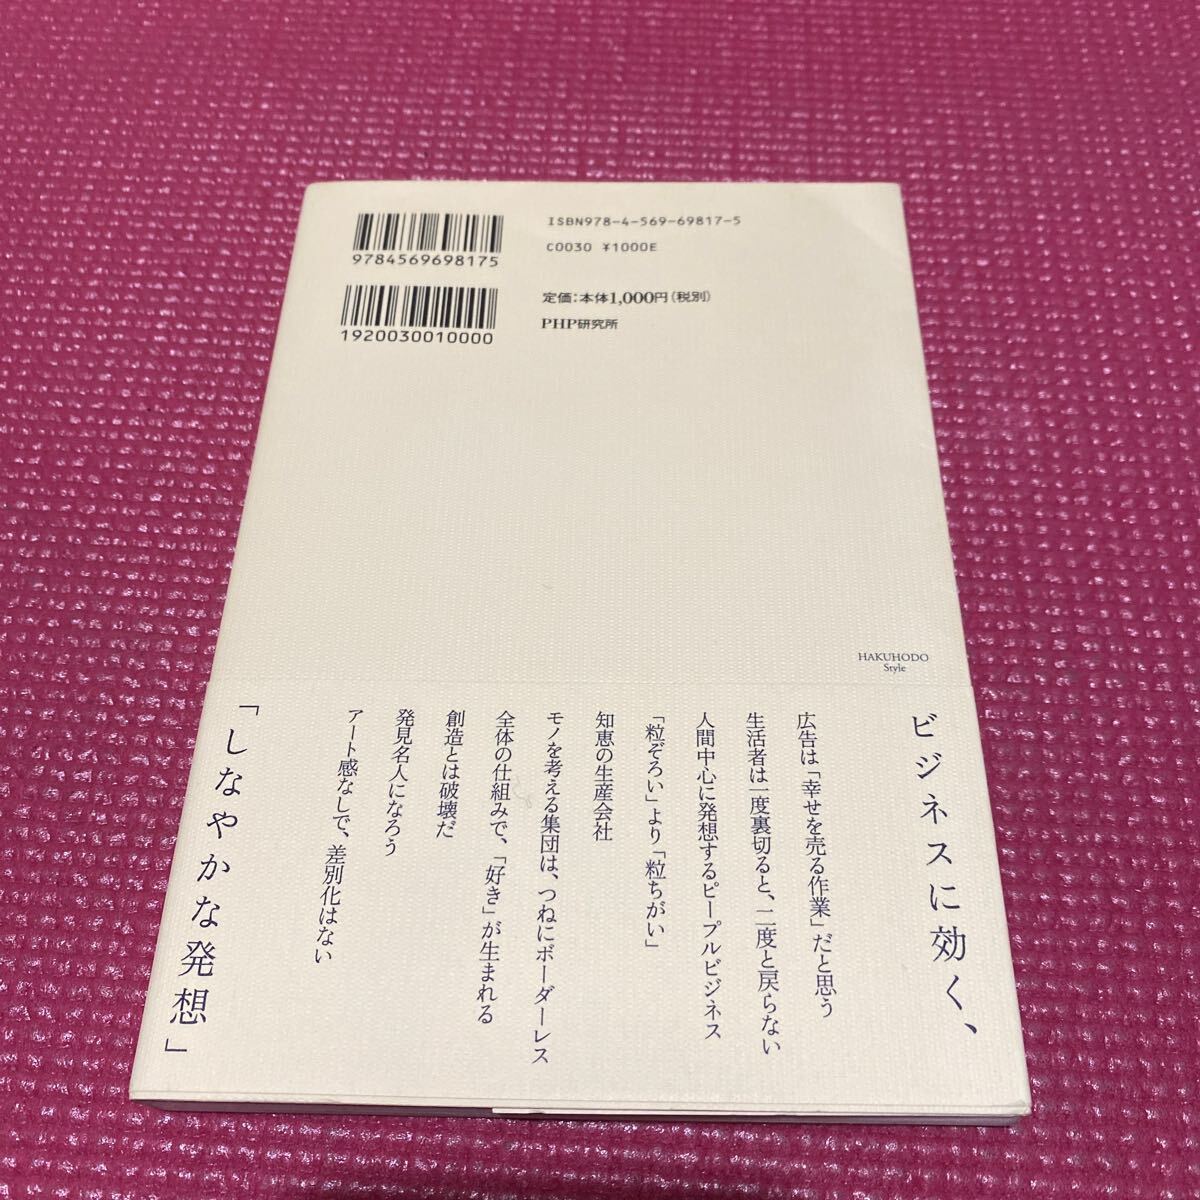 ISBN978-4-569-69817-5
C0030 ¥1000E
9784569698175
定価:本体1,000円(税別)
PHP研究所
1920030010000
HAKUHODO
Style
ビジネスに効く、
広告は「幸せを売る作業」だと思う
生活者は一度裏切ると、二度と戻らない
人間中心に発想するピープルビジネス
「粒ぞろい」より「粒ちがい」
知恵の生産会社
モノを考える集団は、つねにボーダーレス
全体の仕組みで、「好き」が生まれる
創造とは破壊だ
発見名人になろう
アート感なしで、差別化はない
「しなやかな発想」